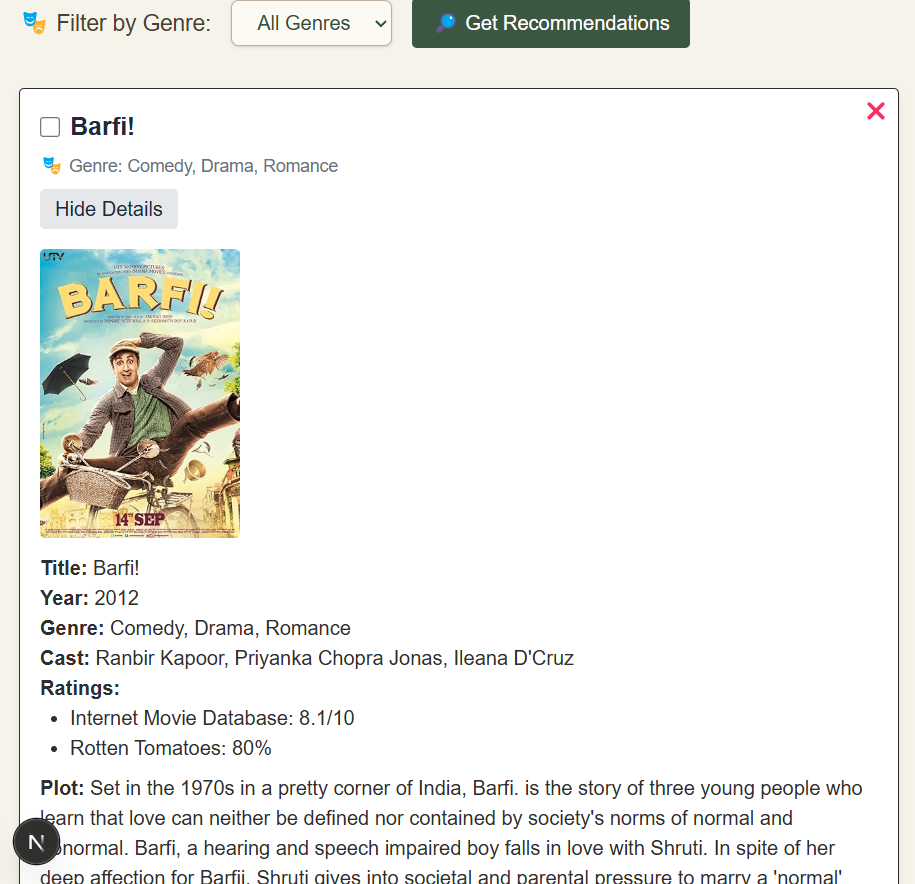 Filter by Genre: All Genres Get Recommendations
Barfi!
Genre: Comedy, Drama, Romance
Hide Details
UTV
UTV MOTION PICTURES
BARFI!
14TH SEP
Title: Barfi!
Year: 2012
Genre: Comedy, Drama, Romance
Cast: Ranbir Kapoor, Priyanka Chopra Jonas, Ileana D'Cruz
Ratings:
• Internet Movie Database: 8.1/10
• Rotten Tomatoes: 80%
Plot: Set in the 1970s in a pretty corner of India, Barfi. is the story of three young people who
learn that love can neither be defined nor contained by society's norms of normal and
abnormal. Barfi, a hearing and speech impaired boy falls in love with Shruti. In spite of her
N
deep affection for Barfii, Shruti gives into societal and parental pressure to marry a 'normal'